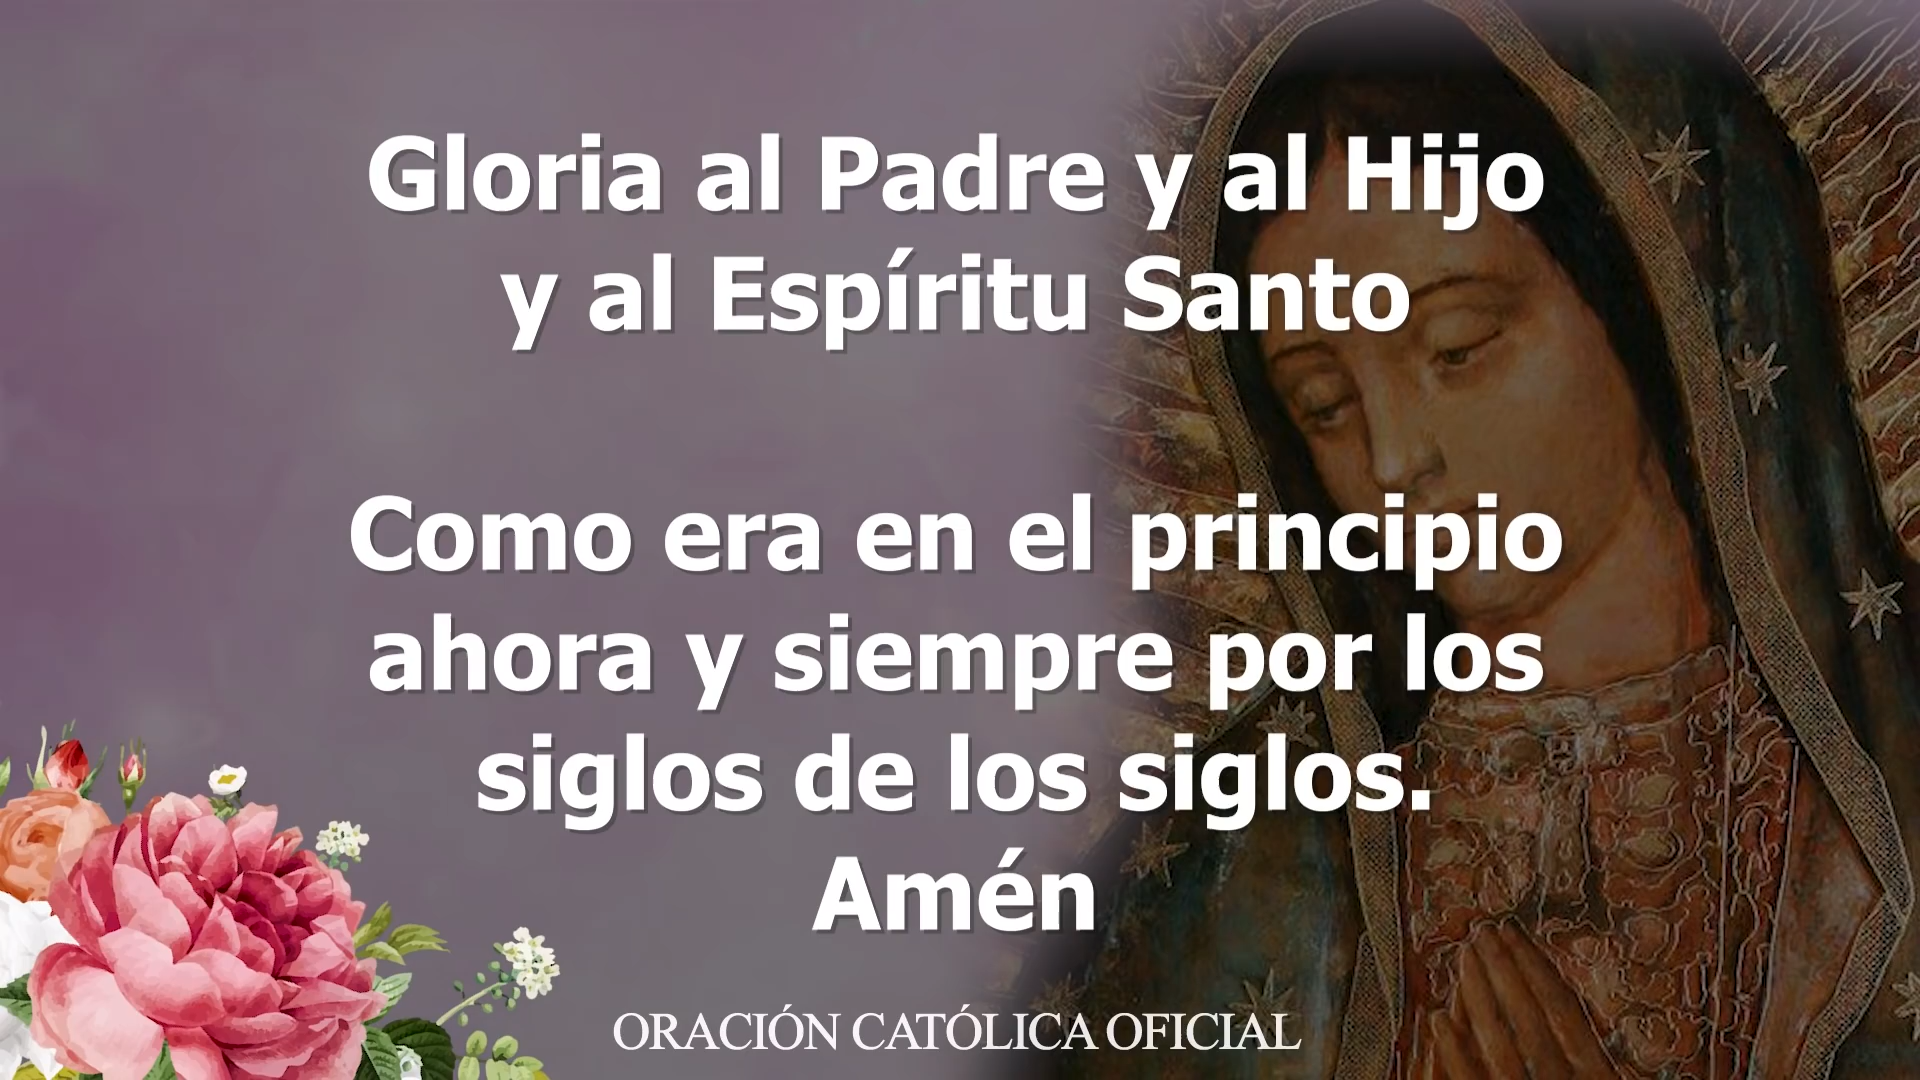 Gloria al Padre y al Hijo
y al Espíritu Santo
Como era en el principio
ahora y siempre por los
siglos de los siglos.
Amén
ORACIÓN CATÓLICA OFICIAL